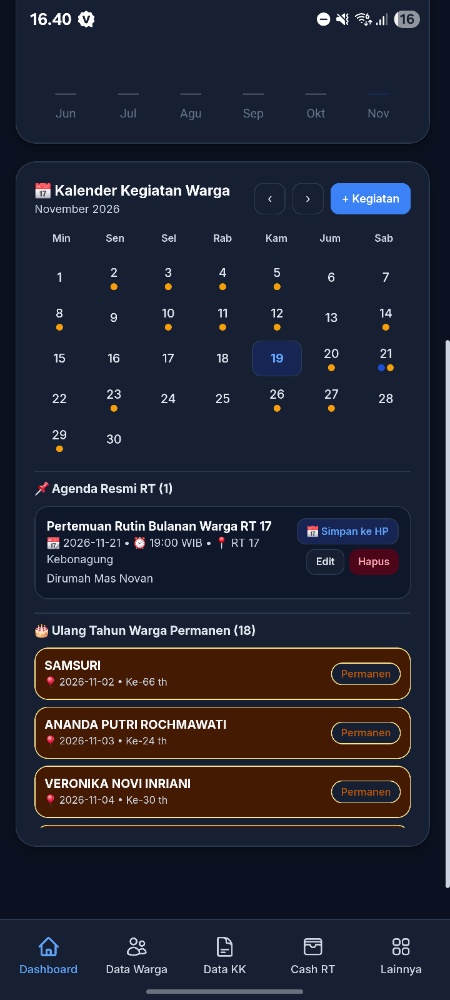 16.40
16
Jun Jul Agu Sep Okt Nov
📅 Kalender Kegiatan Warga
November 2026
‹ › + Kegiatan
Min Sen Sel Rab Kam Jum Sab
1 2 3 4 5 6 7
8 9 10 11 12 13 14
15 16 17 18 19 20 21
22 23 24 25 26 27 28
29 30
📌 Agenda Resmi RT (1)
Pertemuan Rutin Bulanan Warga RT 17
📅 2026-11-21 • ⏰ 19:00 WIB • 📍 RT 17
Kebonagung
Dirumah Mas Novan
📅 Simpan ke HP
Edit Hapus
🎂 Ulang Tahun Warga Permanen (18)
SAMSURI
🎈 2026-11-02 • Ke-66 th
Permanen
ANANDA PUTRI ROCHMAWATI
🎈 2026-11-03 • Ke-24 th
Permanen
VERONIKA NOVI INRIANI
🎈 2026-11-04 • Ke-30 th
Permanen
Dashboard Data Warga Data KK Cash RT Lainnya